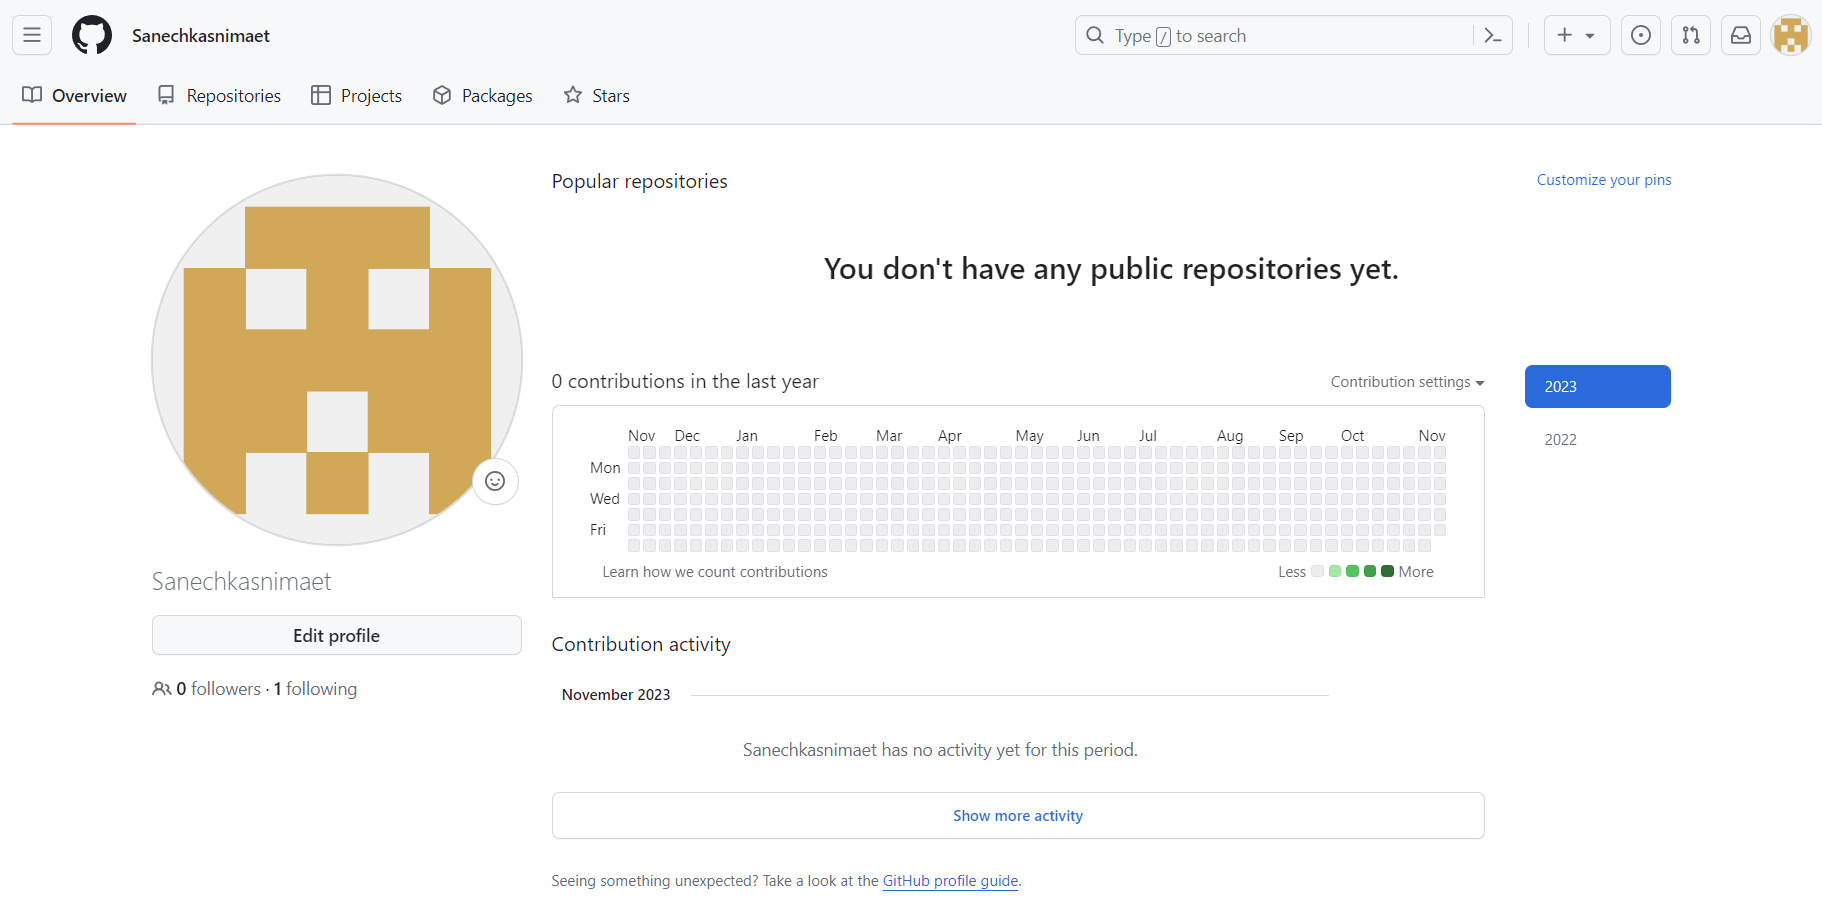 Sanechkasnimaet
Type / to search
Overview
Repositories
Projects
Packages
Stars
Sanechkasnimaet
Edit profile
0 followers · 1 following
Popular repositories
Customize your pins
You don't have any public repositories yet.
0 contributions in the last year
Contribution settings
2023
2022
Nov Dec Jan Feb Mar Apr May Jun Jul Aug Sep Oct Nov
Mon
Wed
Fri
Learn how we count contributions
Less More
Contribution activity
November 2023
Sanechkasnimaet has no activity yet for this period.
Show more activity
Seeing something unexpected? Take a look at the GitHub profile guide.